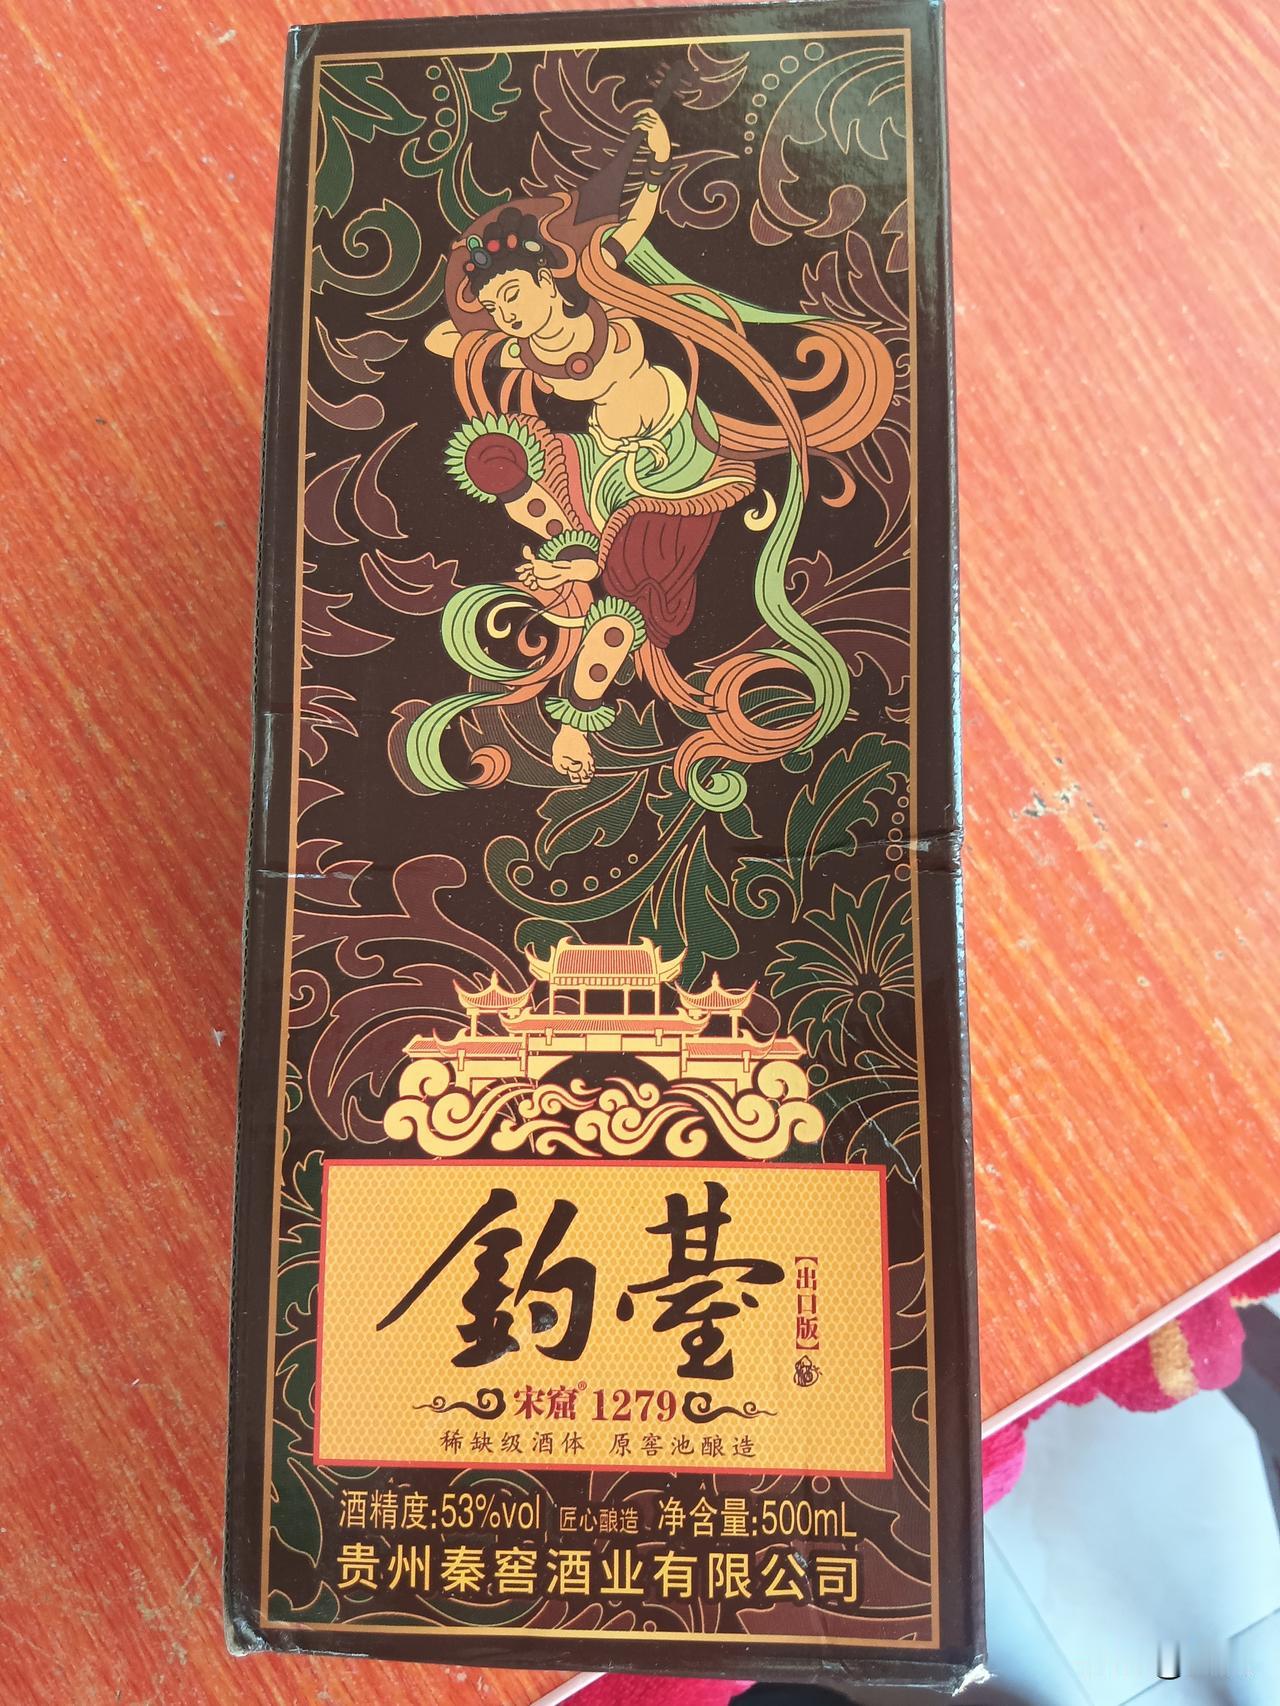 釣臺
【出口版】
宋窟® 1279
稀缺级酒体 原窖池酿造
酒精度:53%vol 匠心酿造 净含量:500mL
贵州秦窖酒业有限公司